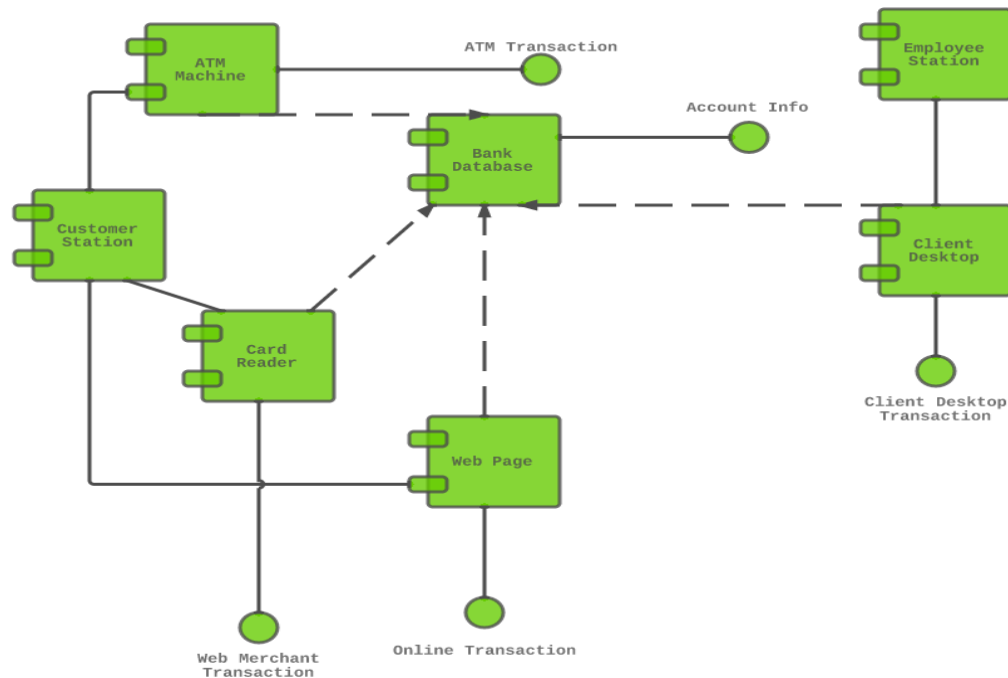 ATM Transaction
Employee
Station
ATM
Machine
Account Info
Bank
Database
Customer
Station
Client
Desktop
Card
Reader
Client Desktop
Transaction
Web Page
Online Transaction
Web Merchant
Transaction